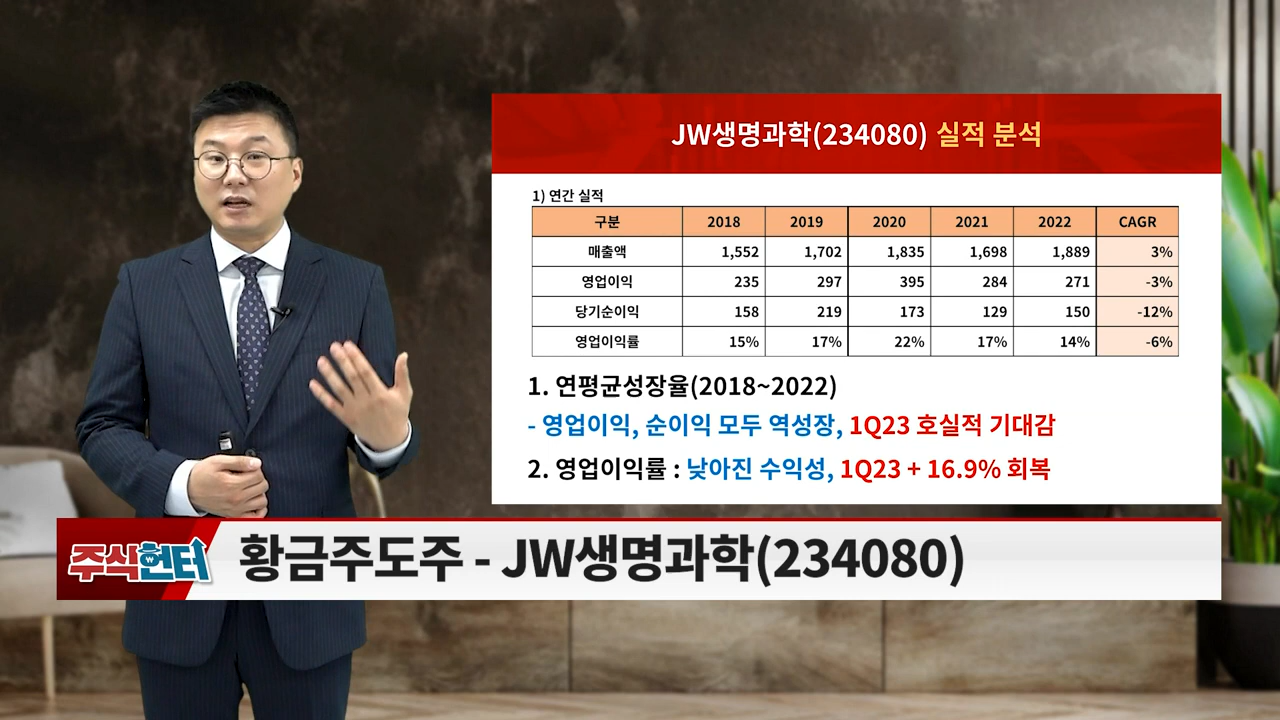 JW생명과학(234080) 실적 분석
1) 연간 실적
구분 2018 2019 2020 2021 2022 CAGR
매출액 1,552 1,702 1,835 1,698 1,889 3%
영업이익 235 297 395 284 271 -3%
당기순이익 158 219 173 129 150 -12%
영업이익률 15% 17% 22% 17% 14% -6%
1. 연평균성장율(2018~2022)
- 영업이익, 순이익 모두 역성장, 1Q23 호실적 기대감
2. 영업이익률 : 낮아진 수익성, 1Q23 + 16.9% 회복
주식헌터 황금주도주 - JW생명과학(234080)